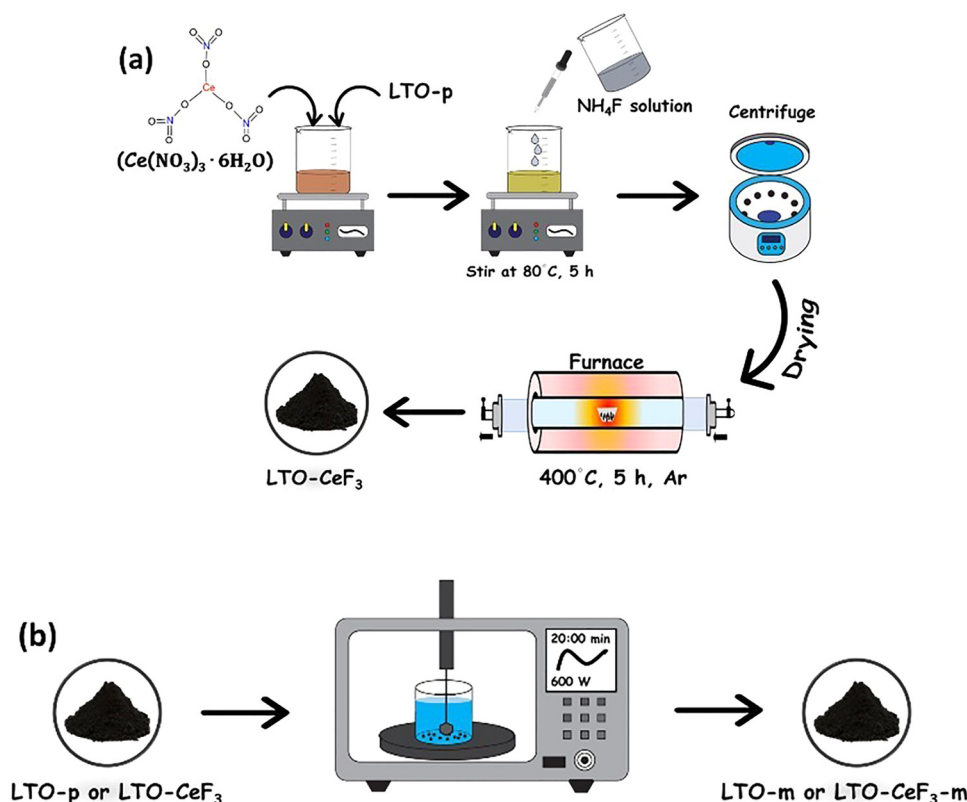 (a)
O
O
N
O
Ce
O
O
O
N
O
N
O
O
(Ce(NO₃)₃ · 6H₂O)
LTO-p
NH₄F solution
Stir at 80°C, 5 h
Centrifuge
Drying
Furnace
400°C, 5 h, Ar
LTO-CeF₃
(b)
LTO-p or LTO-CeF₃
20:00 min
600 W
LTO-m or LTO-CeF₃-m